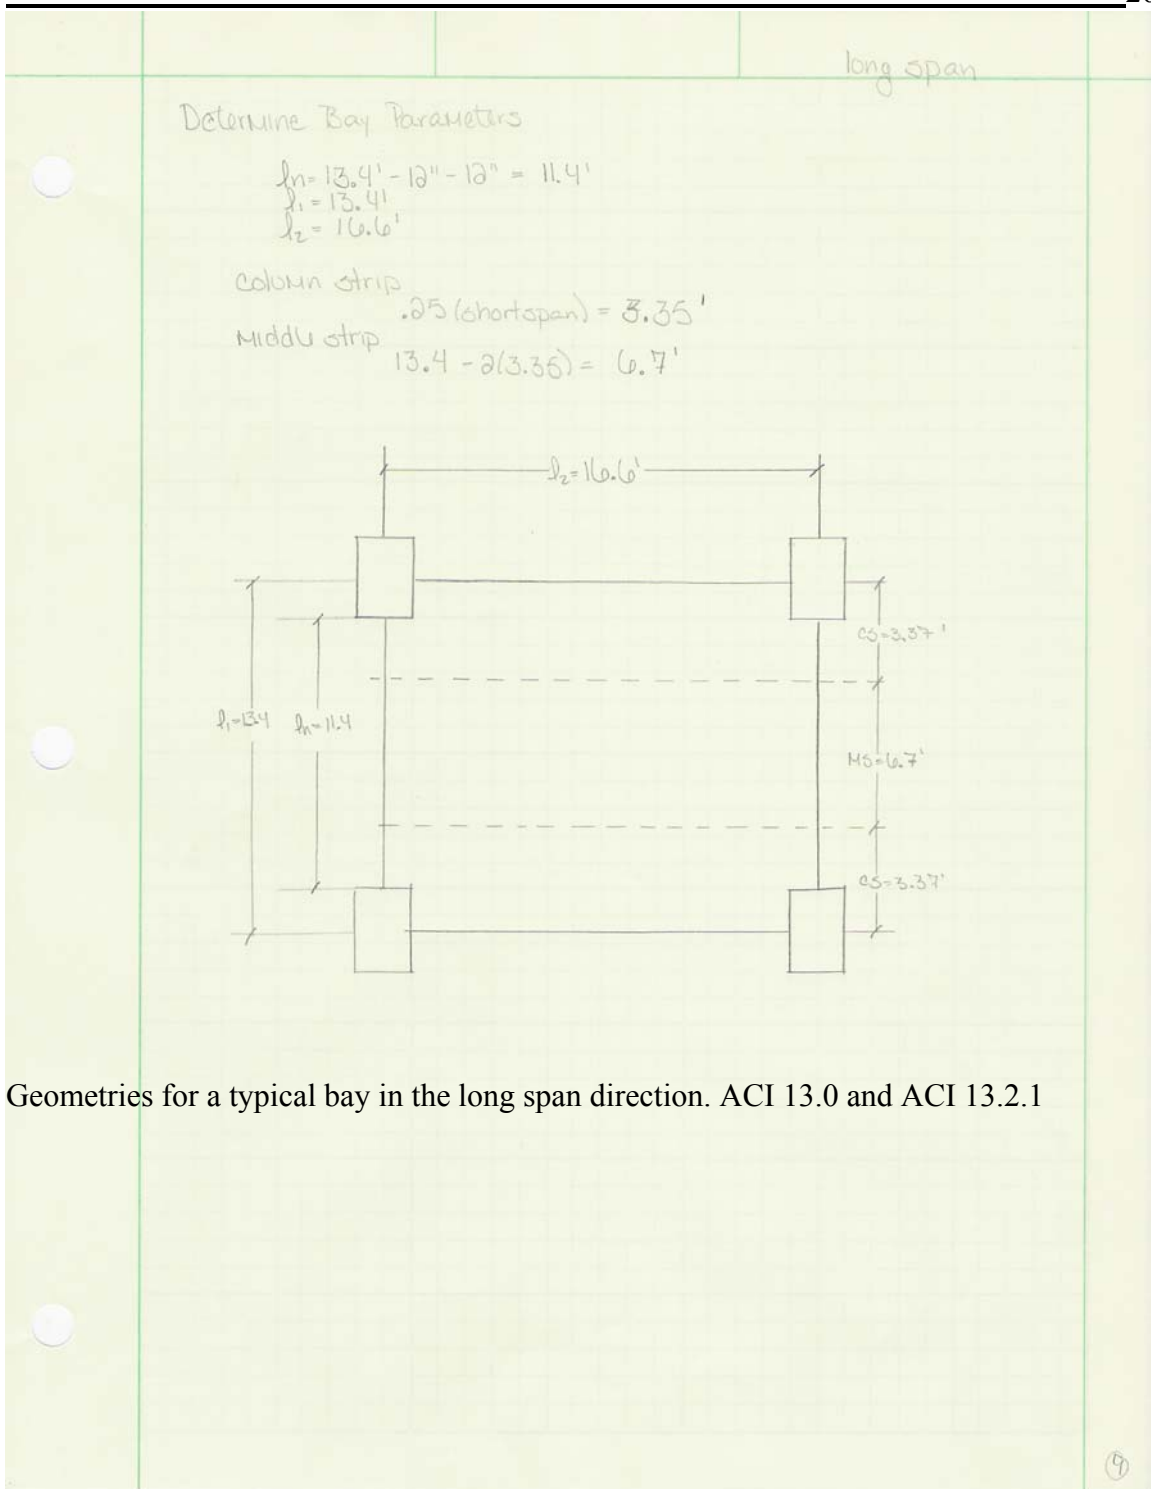 long span
Determine Bay Parameters
ln = 13.4' - 12" - 12" = 11.4'
l1 = 13.4'
l2 = 16.6'
Column strip
.25 (short span) = 3.35'
Middle strip
13.4 - 2(3.35) = 6.7'
l2 = 16.6'
CS = 3.37'
l1 = 13.4
ln = 11.4
MS = 6.7'
CS = 3.37'
Geometries for a typical bay in the long span direction. ACI 13.0 and ACI 13.2.1
9